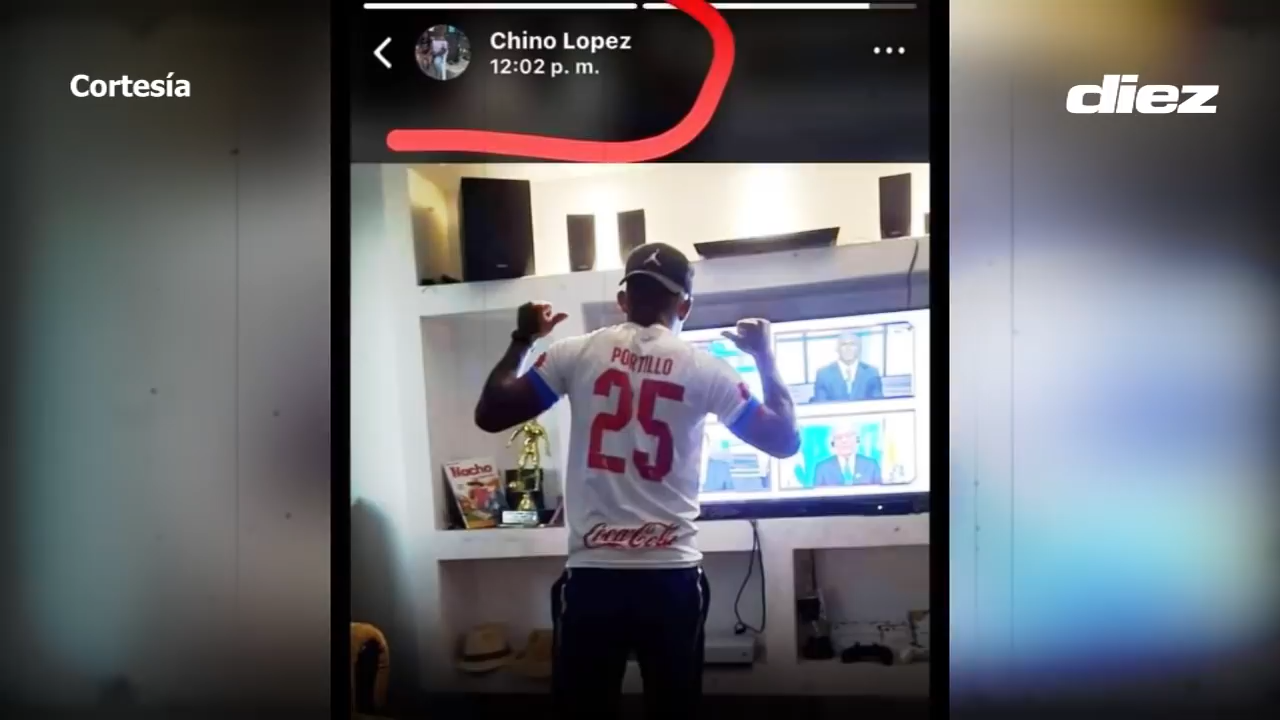 Chino Lopez
12:02 p. m.
Cortesía
diez
PORTILLO
25
Nacho
Coca-Cola